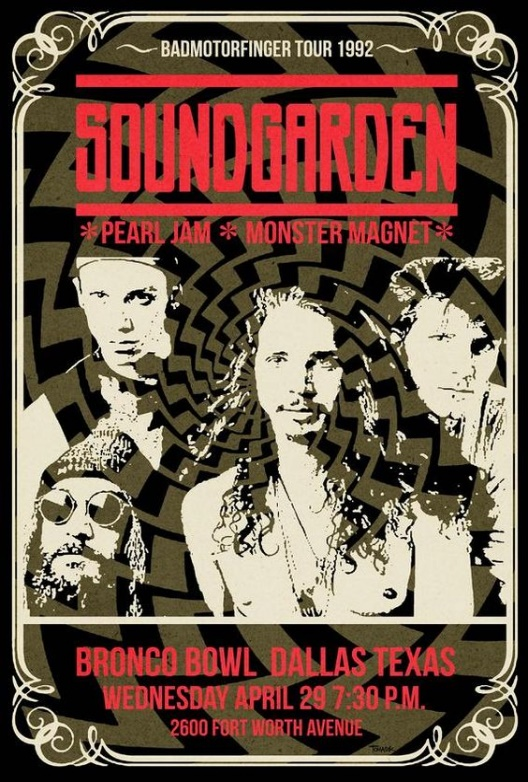 BADMOTORFINGER TOUR 1992
SOUNDGARDEN
*PEARL JAM * MONSTER MAGNET*
BRONCO BOWL DALLAS TEXAS
WEDNESDAY APRIL 29 7:30 P.M.
2600 FORT WORTH AVENUE